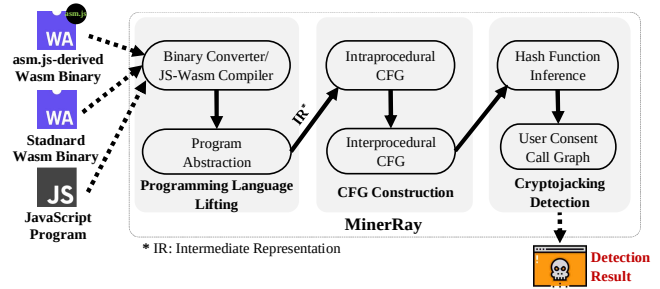 asm.js
WA
asm.js-derived
Wasm Binary
WA
Stadnard
Wasm Binary
JS
JavaScript
Program
Binary Converter/
JS-Wasm Compiler
Program
Abstraction
Programming Language
Lifting
IR*
Intraprocedural
CFG
Interprocedural
CFG
CFG Construction
Hash Function
Inference
User Consent
Call Graph
Cryptojacking
Detection
MinerRay
* IR: Intermediate Representation
Detection
Result